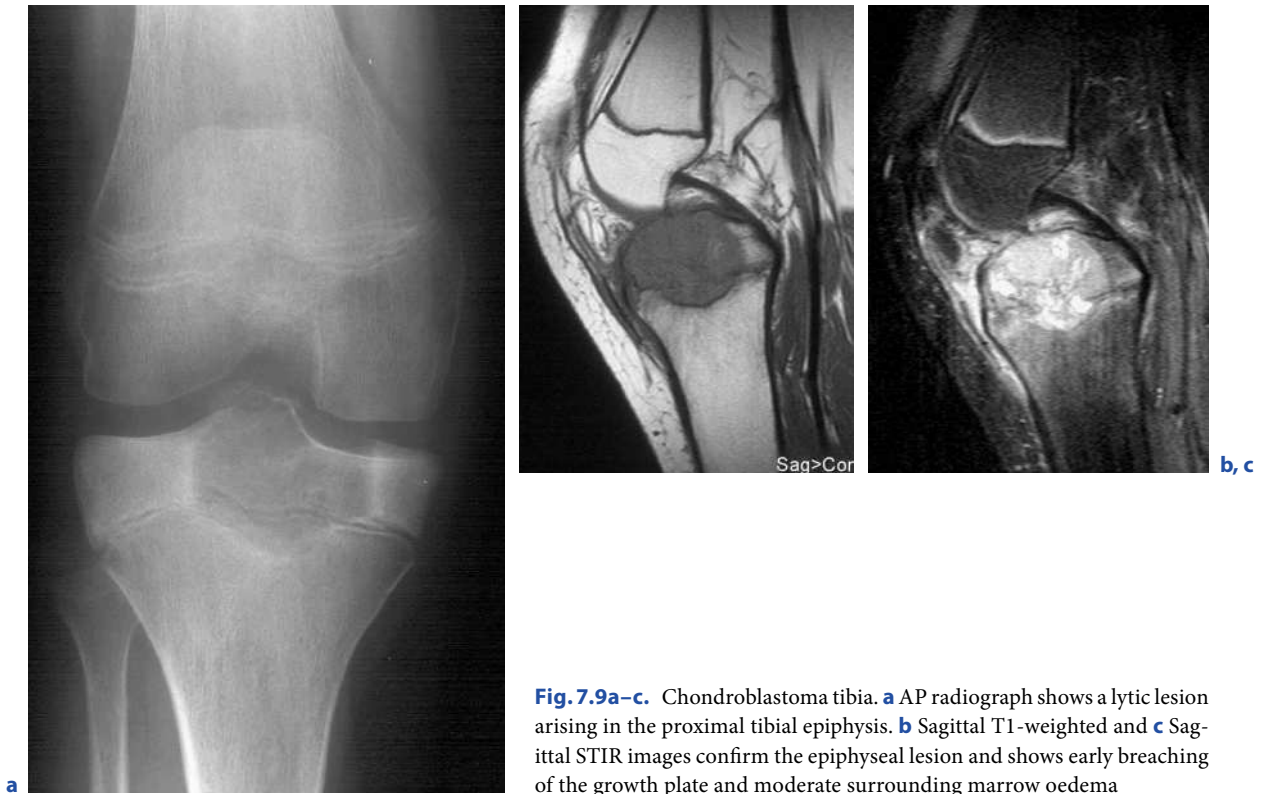 Sag>Cor
b, c
a
Fig. 7.9a–c. Chondroblastoma tibia. a AP radiograph shows a lytic lesion
arising in the proximal tibial epiphysis. b Sagittal T1-weighted and c Sag-
ittal STIR images confirm the epiphyseal lesion and shows early breaching
of the growth plate and moderate surrounding marrow oedema